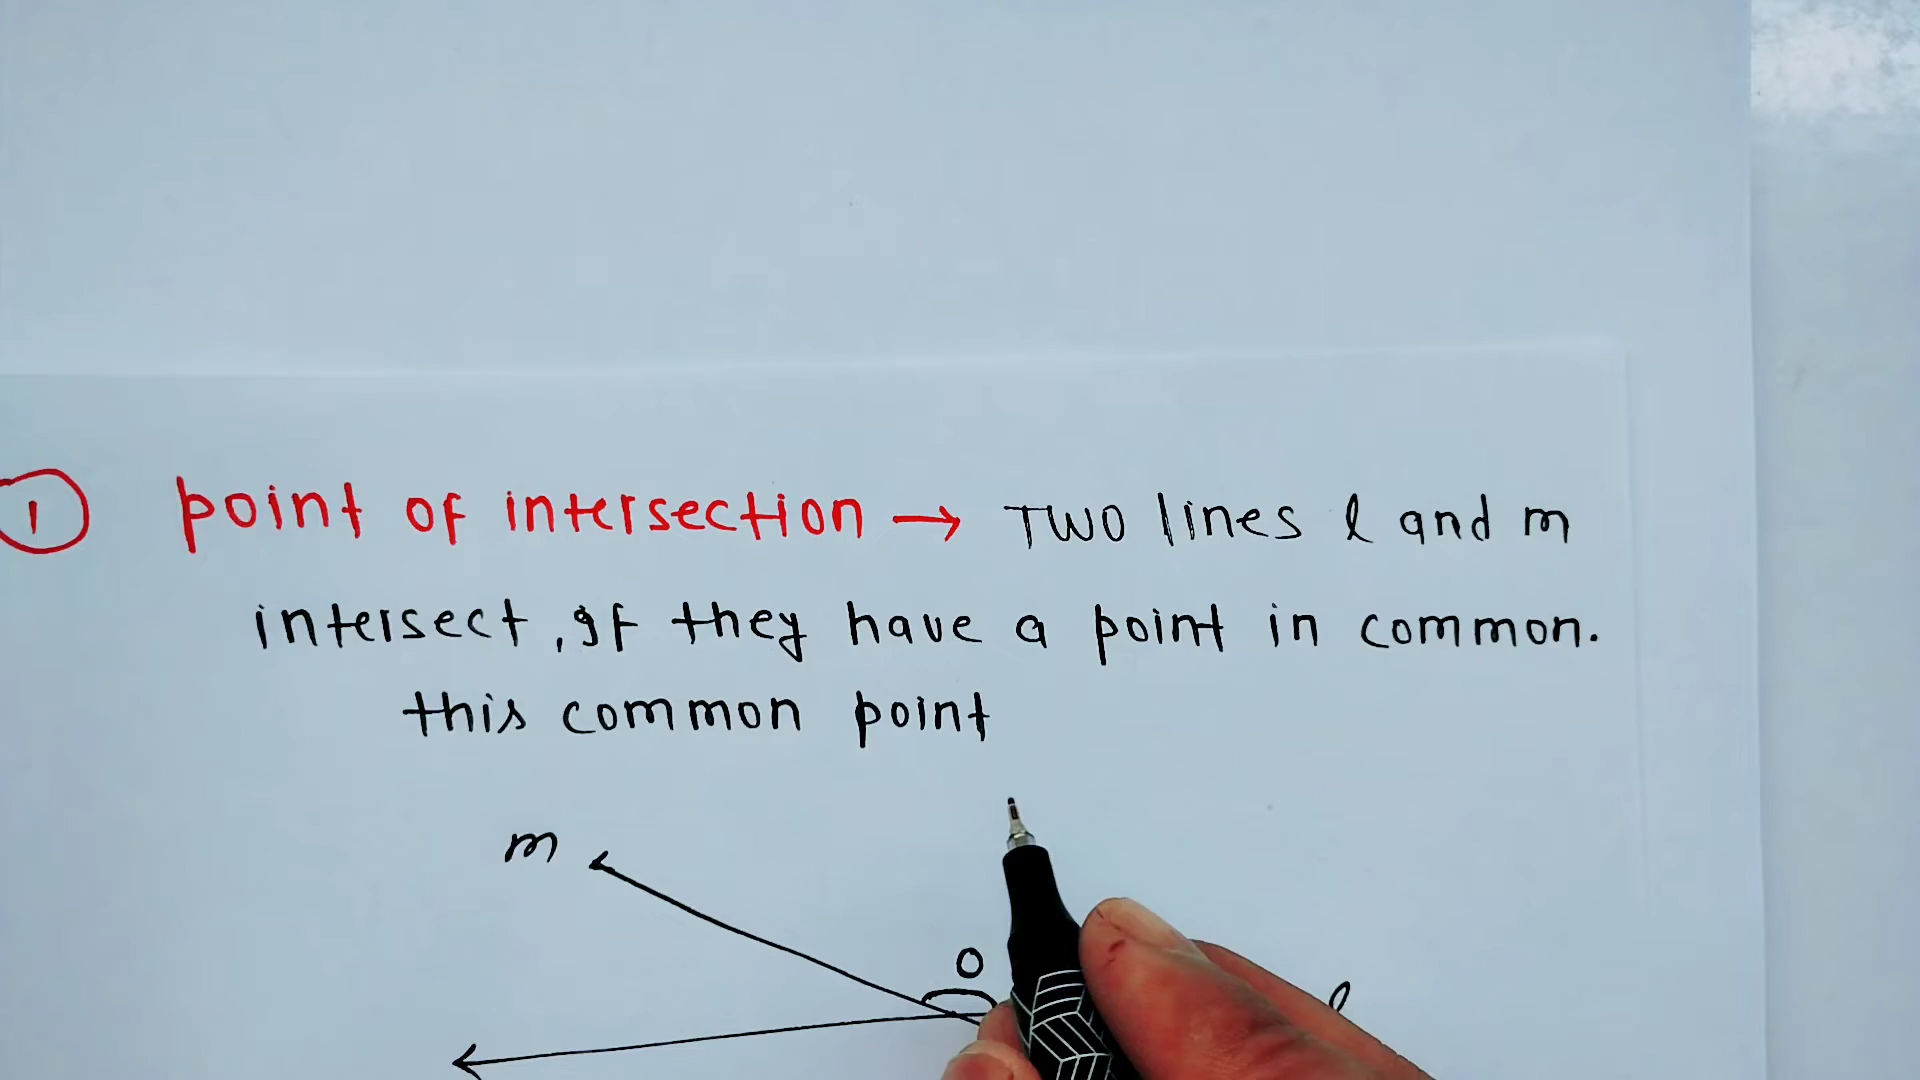 1 point of intersection → Two lines l and m
intersect, If they have a point in common.
this common point
m
O
l